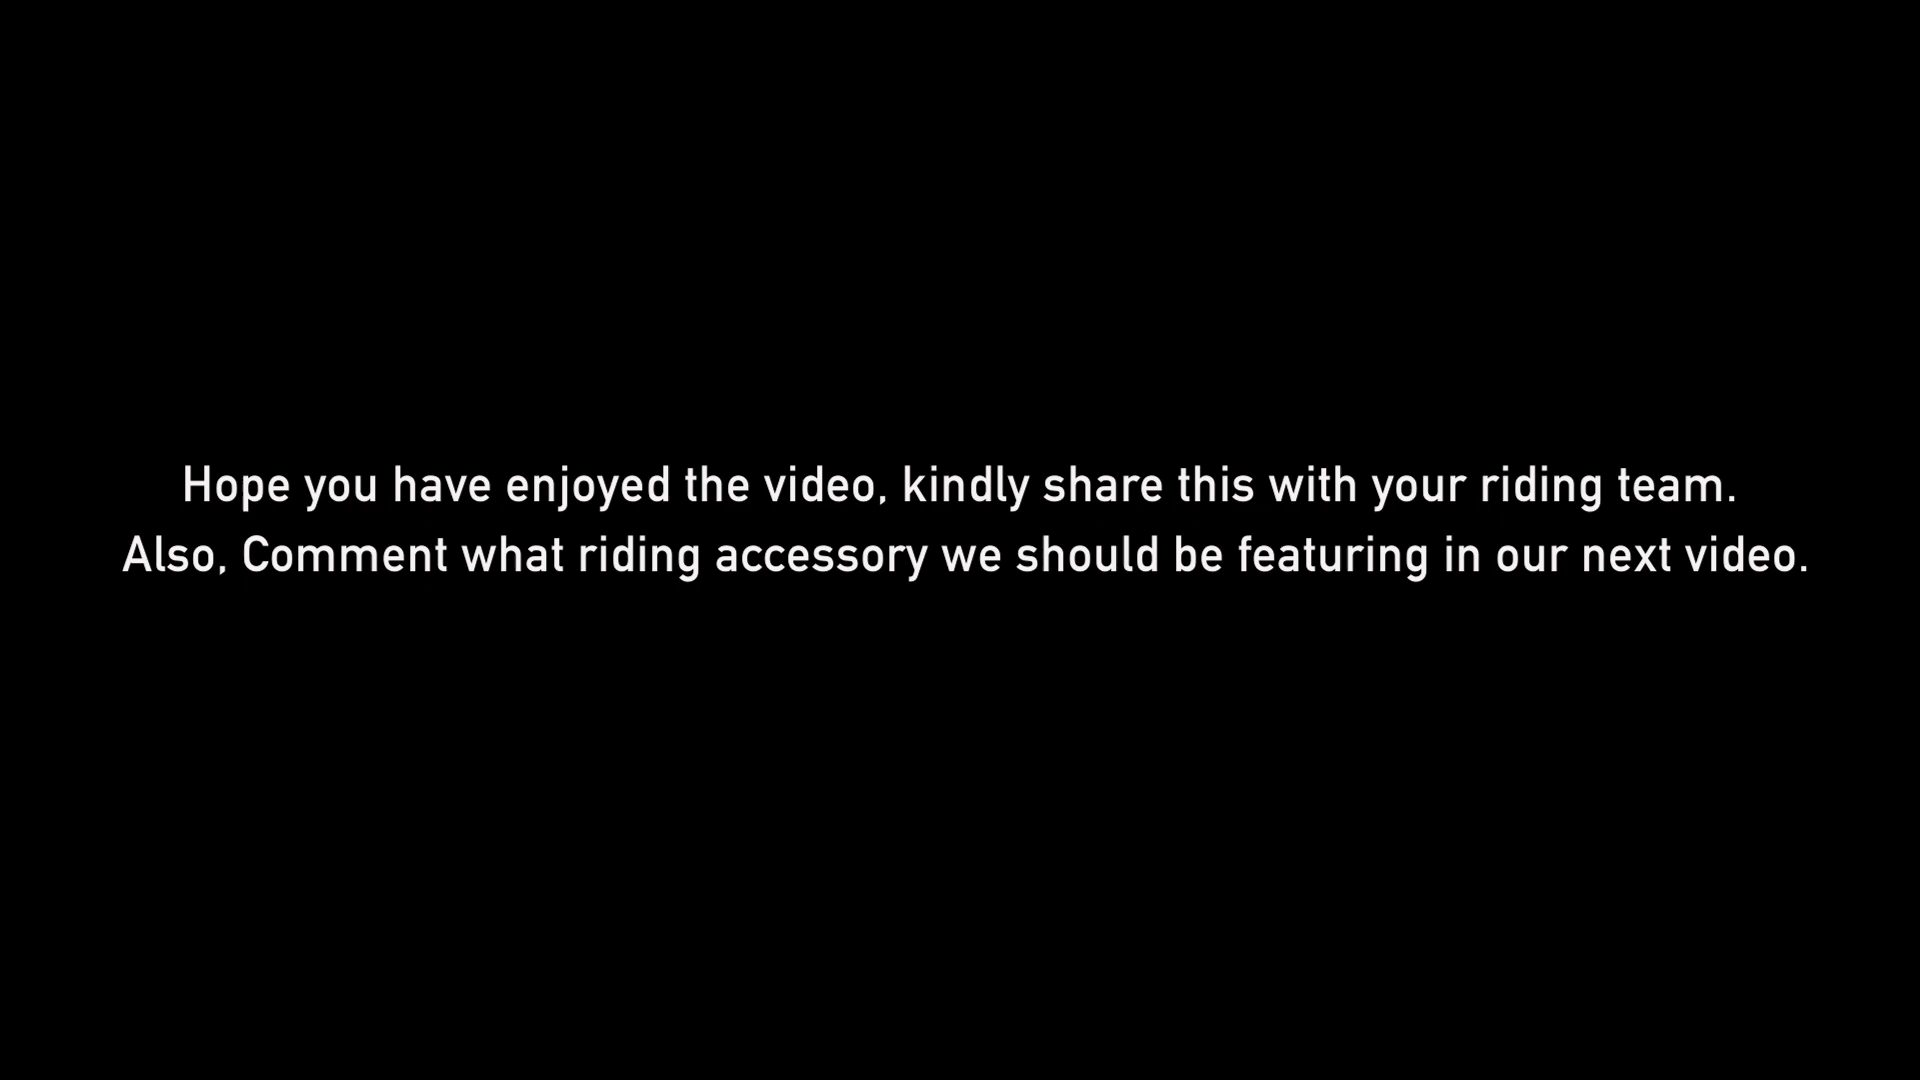 Hope you have enjoyed the video, kindly share this with your riding team.
Also, Comment what riding accessory we should be featuring in our next video.